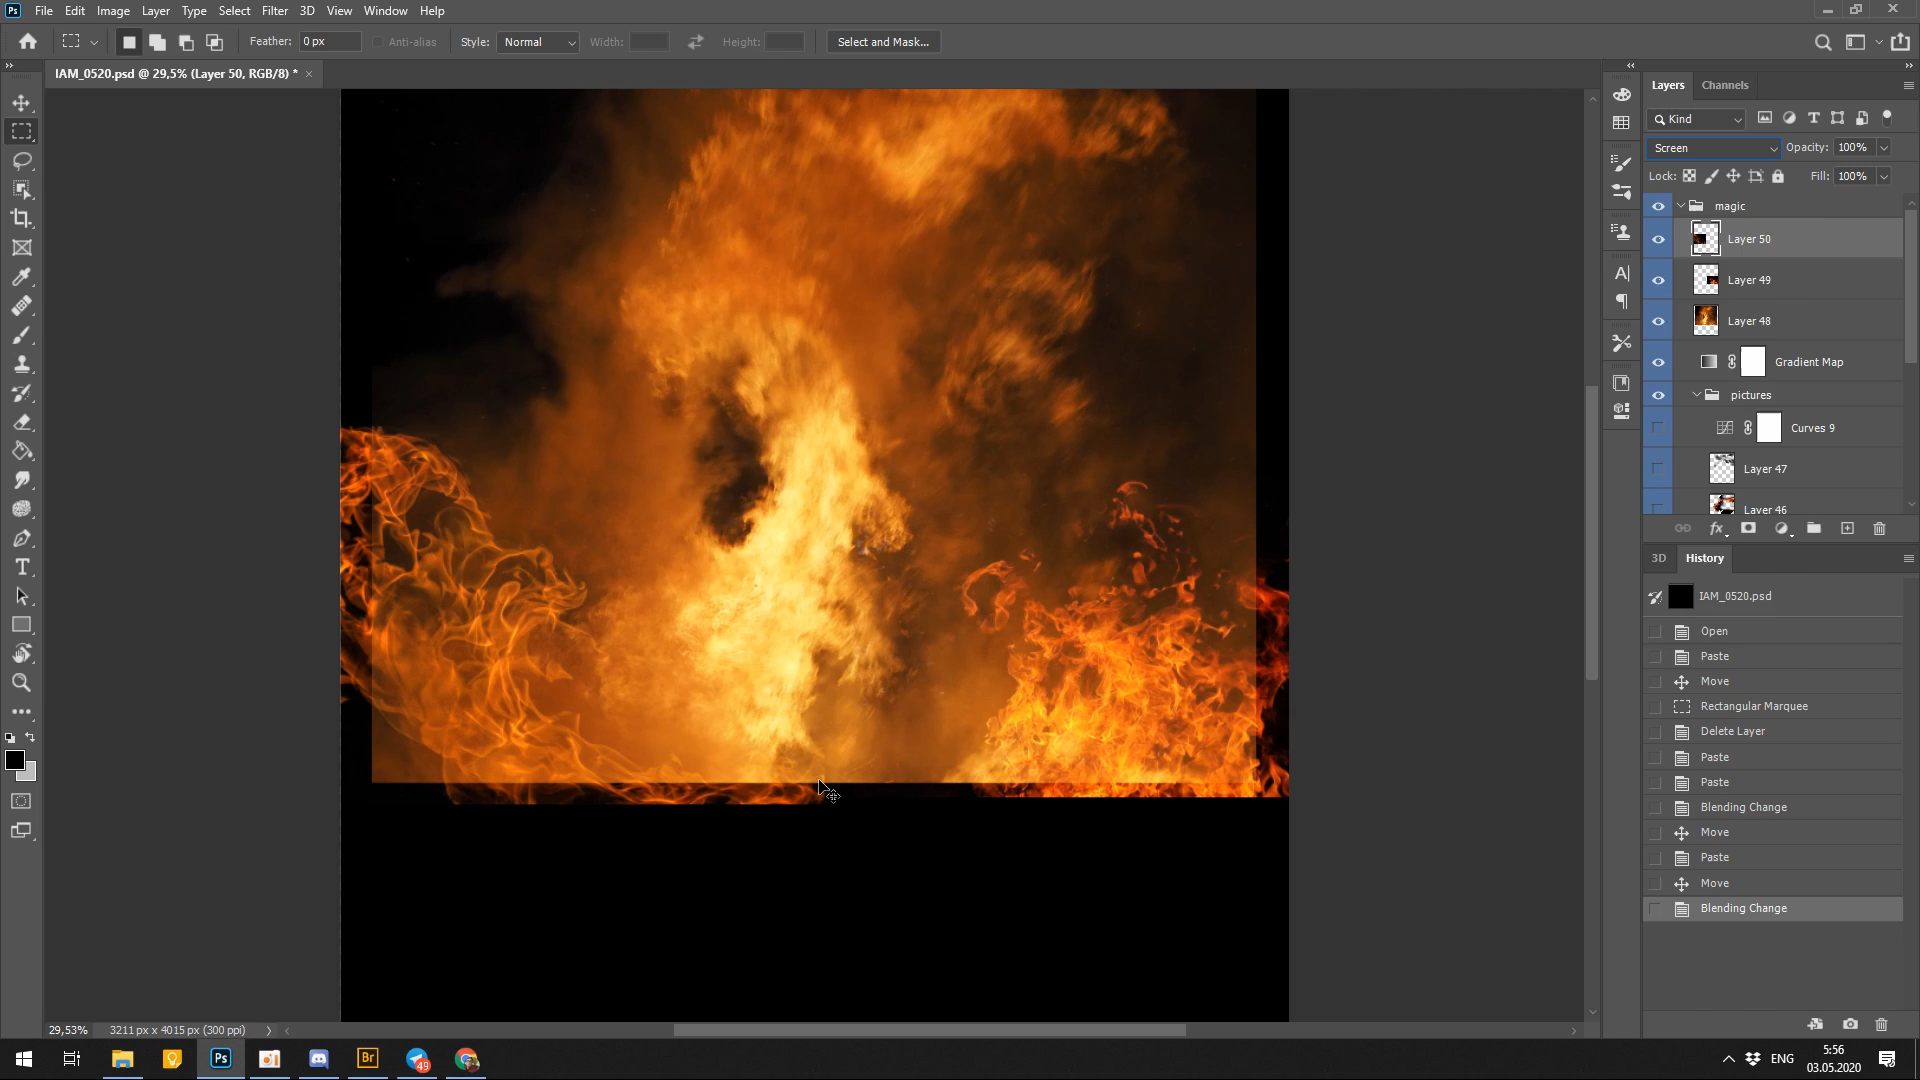 Ps File Edit Image Layer Type Select Filter 3D View Window Help
Feather: 0 px Anti-alias Style: Normal Width: Height: Select and Mask...
IAM_0520.psd @ 29,5% (Layer 50, RGB/8) * ×
Layers Channels
Kind
Screen Opacity: 100%
Lock: Fill: 100%
magic
Layer 50
Layer 49
Layer 48
Gradient Map
pictures
Curves 9
Layer 47
Layer 46
3D History
IAM_0520.psd
Open
Paste
Move
Rectangular Marquee
Delete Layer
Paste
Paste
Blending Change
Move
Paste
Move
Blending Change
29,53% 3211 px x 4015 px (300 ppi)
Ps Br 49 ENG 5:56
03.05.2020